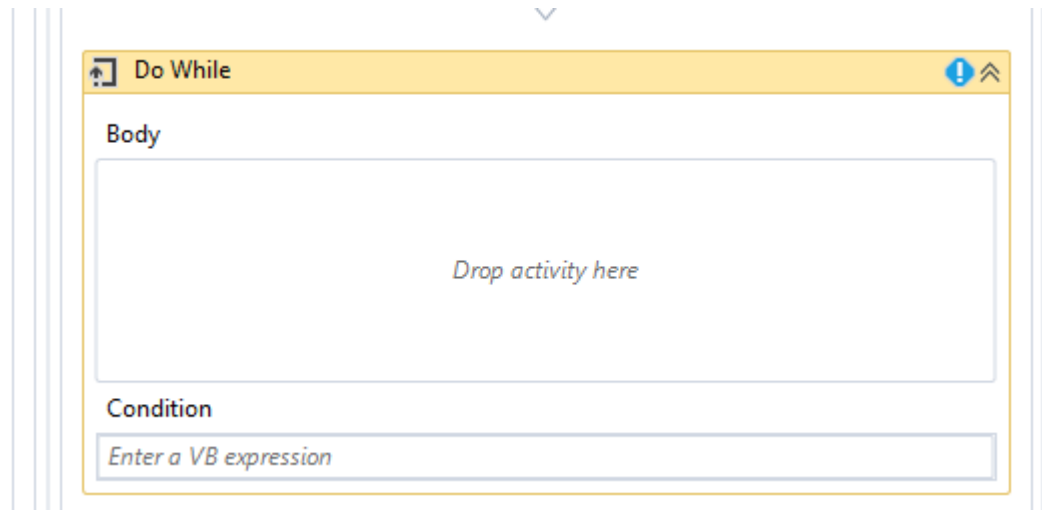 Do While
Body
Drop activity here
Condition
Enter a VB expression